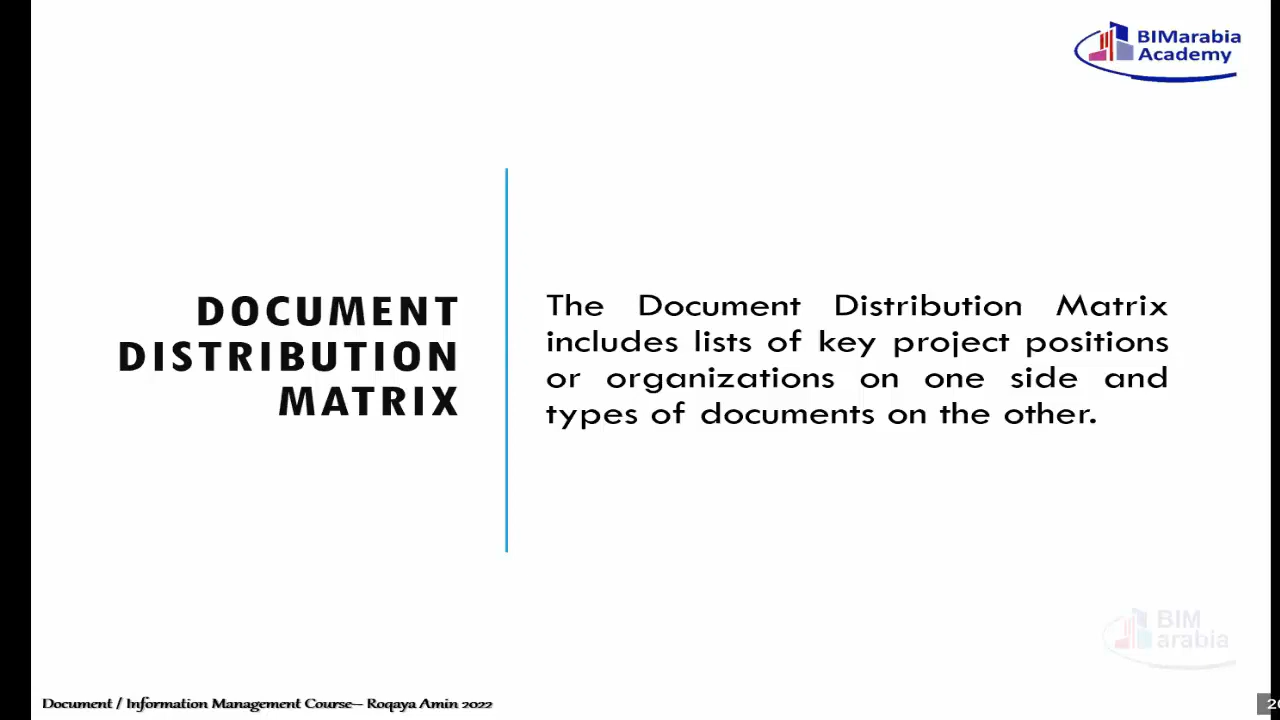 BIMarabia
Academy
DOCUMENT
DISTRIBUTION
MATRIX
The Document Distribution Matrix
includes lists of key project positions
or organizations on one side and
types of documents on the other.
BIM
arabia
Document / Information Management Course– Roqaya Amin 2022